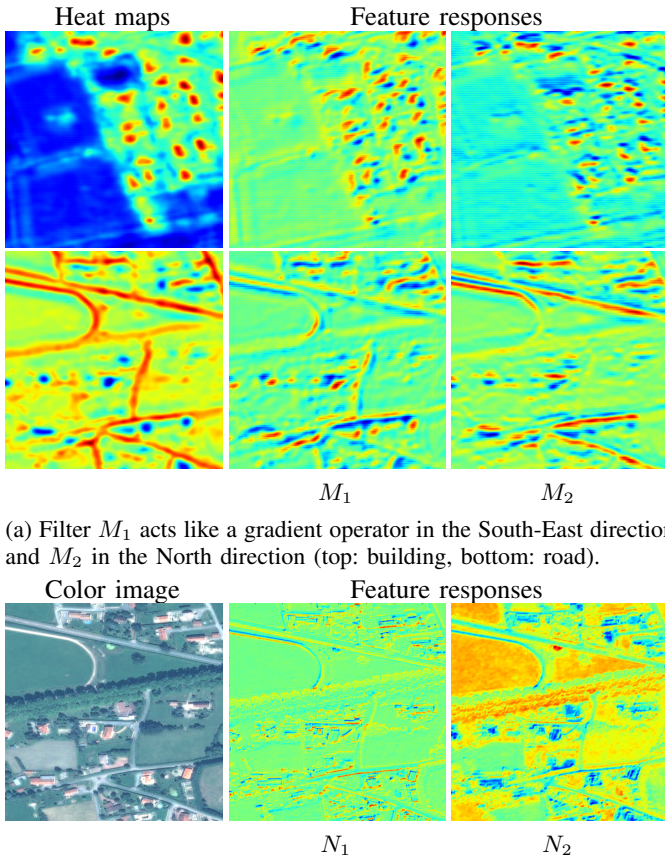 Heat maps Feature responses
M₁ M₂
(a) Filter M₁ acts like a gradient operator in the South-East direction
and M₂ in the North direction (top: building, bottom: road).
Color image Feature responses
N₁ N₂